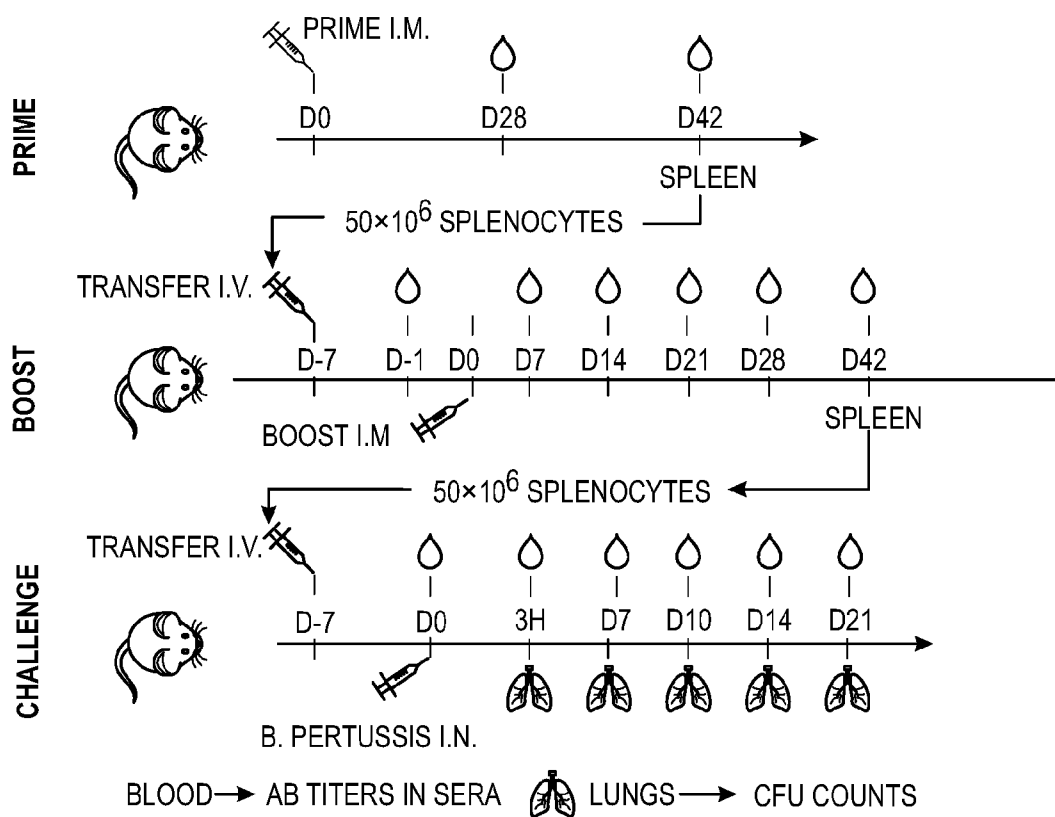 PRIME I.M.
PRIME
D0 D28 D42
SPLEEN
50×10⁶ SPLENOCYTES
TRANSFER I.V.
BOOST
D-7 D-1 D0 D7 D14 D21 D28 D42
BOOST I.M
SPLEEN
50×10⁶ SPLENOCYTES
TRANSFER I.V.
CHALLENGE
D-7 D0 3H D7 D10 D14 D21
B. PERTUSSIS I.N.
BLOOD → AB TITERS IN SERA LUNGS → CFU COUNTS